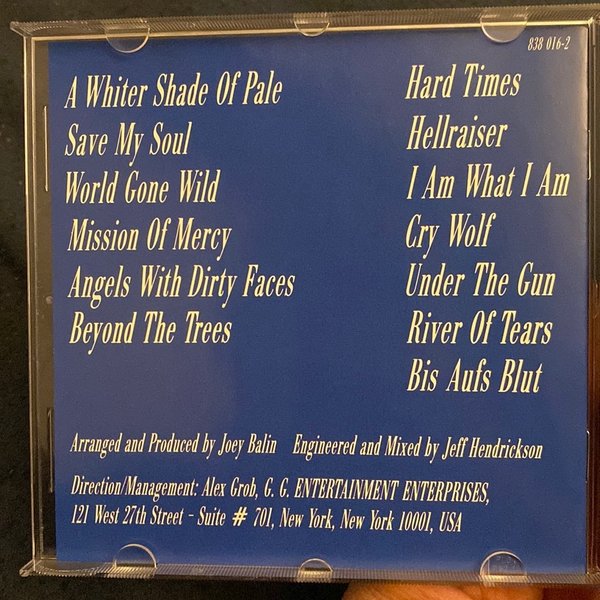 838 016-2
A Whiter Shade Of Pale
Save My Soul
World Gone Wild
Mission Of Mercy
Angels With Dirty Faces
Beyond The Trees
Hard Times
Hellraiser
I Am What I Am
Cry Wolf
Under The Gun
River Of Tears
Bis Aufs Blut
Arranged and Produced by Joey Balin Engineered and Mixed by Jeff Hendrickson
Direction/Management: Alex Grob, G. G. ENTERTAINMENT ENTERPRISES,
121 West 27th Street - Suite # 701, New York, New York 10001, USA